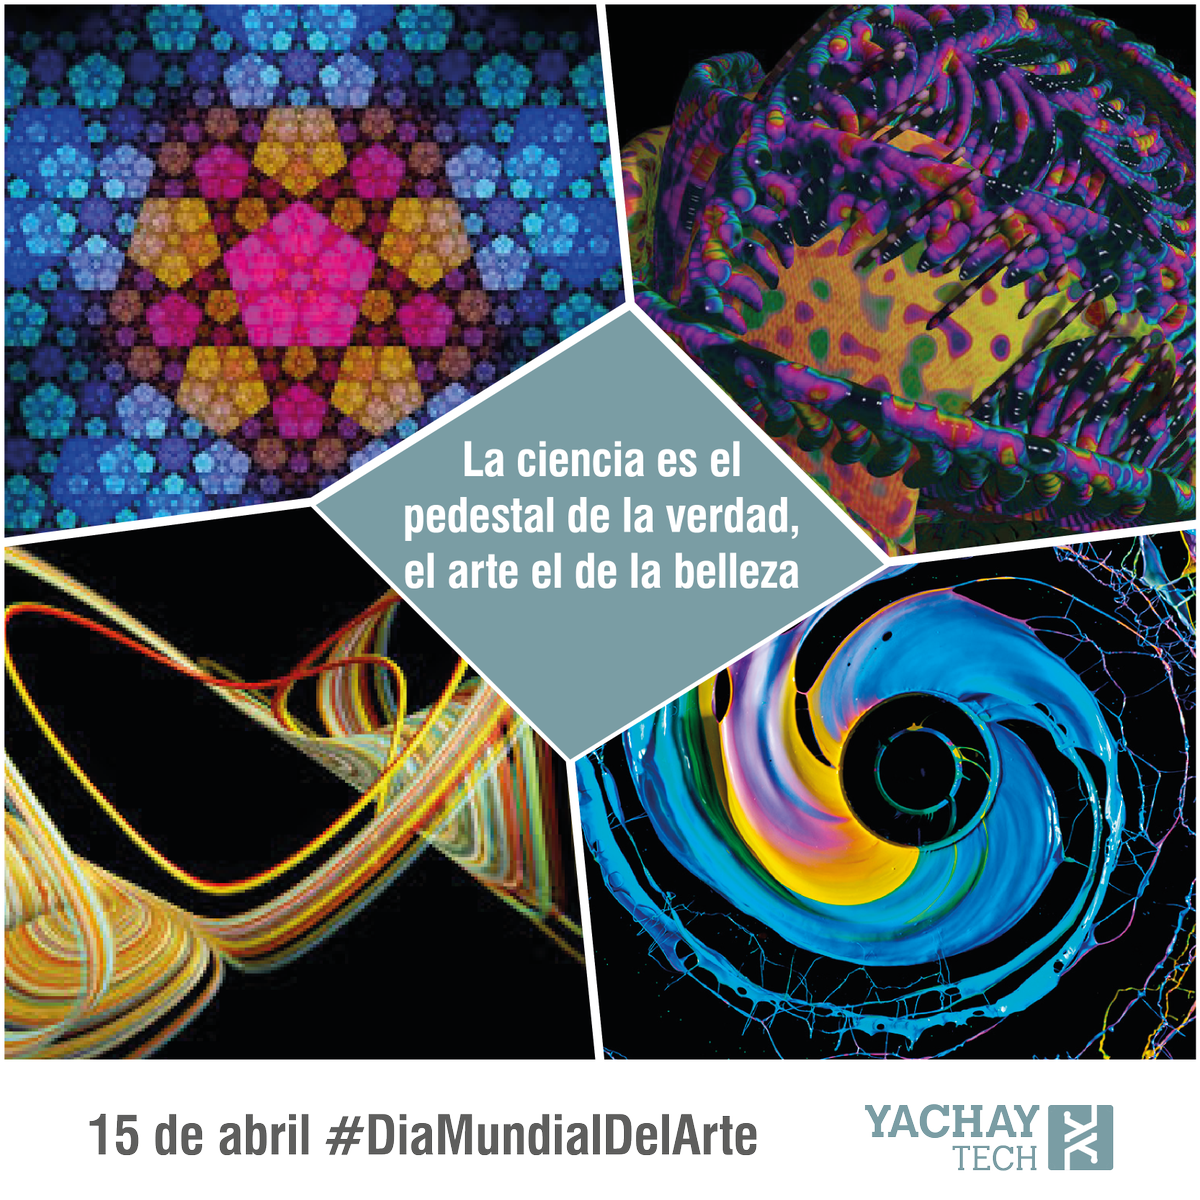 La ciencia es el
pedestal de la verdad,
el arte el de la belleza
15 de abril #DiaMundialDelArte
YACHAY
TECH